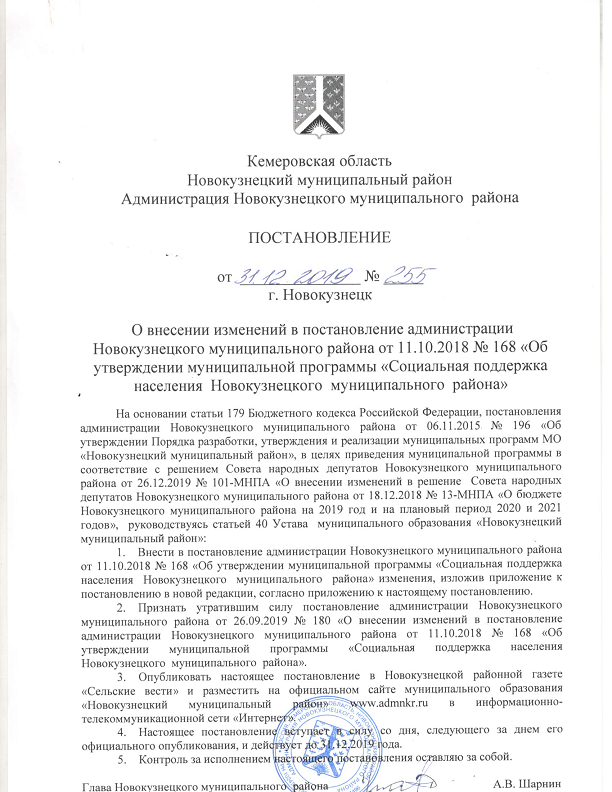 Кемеровская область
Новокузнецкий муниципальный район
Администрация Новокузнецкого муниципального района
ПОСТАНОВЛЕНИЕ
от 31.12.2019 № 255
г. Новокузнецк
О внесении изменений в постановление администрации
Новокузнецкого муниципального района от 11.10.2018 № 168 «Об
утверждении муниципальной программы «Социальная поддержка
населения Новокузнецкого муниципального района»
На основании статьи 179 Бюджетного кодекса Российской Федерации, постановления
администрации Новокузнецкого муниципального района от 06.11.2015 № 196 «Об
утверждении Порядка разработки, утверждения и реализации муниципальных программ МО
«Новокузнецкий муниципальный район», в целях приведения муниципальной программы в
соответствие с решением Совета народных депутатов Новокузнецкого муниципального
района от 26.12.2019 № 101-МНПА «О внесении изменений в решение Совета народных
депутатов Новокузнецкого муниципального района от 18.12.2018 № 13-МНПА «О бюджете
Новокузнецкого муниципального района на 2019 год и на плановый период 2020 и 2021
годов», руководствуясь статьей 40 Устава муниципального образования «Новокузнецкий
муниципальный район»:
1. Внести в постановление администрации Новокузнецкого муниципального района
от 11.10.2018 № 168 «Об утверждении муниципальной программы «Социальная поддержка
населения Новокузнецкого муниципального района» изменения, изложив приложение к
постановлению в новой редакции, согласно приложению к настоящему постановлению.
2. Признать утратившим силу постановление администрации Новокузнецкого
муниципального района от 26.09.2019 № 180 «О внесении изменений в постановление
администрации Новокузнецкого муниципального района от 11.10.2018 № 168 «Об
утверждении муниципальной программы «Социальная поддержка населения
Новокузнецкого муниципального района».
3. Опубликовать настоящее постановление в Новокузнецкой районной газете
«Сельские вести» и разместить на официальном сайте муниципального образования
«Новокузнецкий муниципальный район» www.admnkr.ru в информационно-
телекоммуникационной сети «Интернет».
4. Настоящее постановление вступает в силу со дня, следующего за днем его
официального опубликования, и действует до 31.12.2019 года.
5. Контроль за исполнением настоящего постановления оставляю за собой.
Глава Новокузнецкого муниципального района А.В. Шарнин